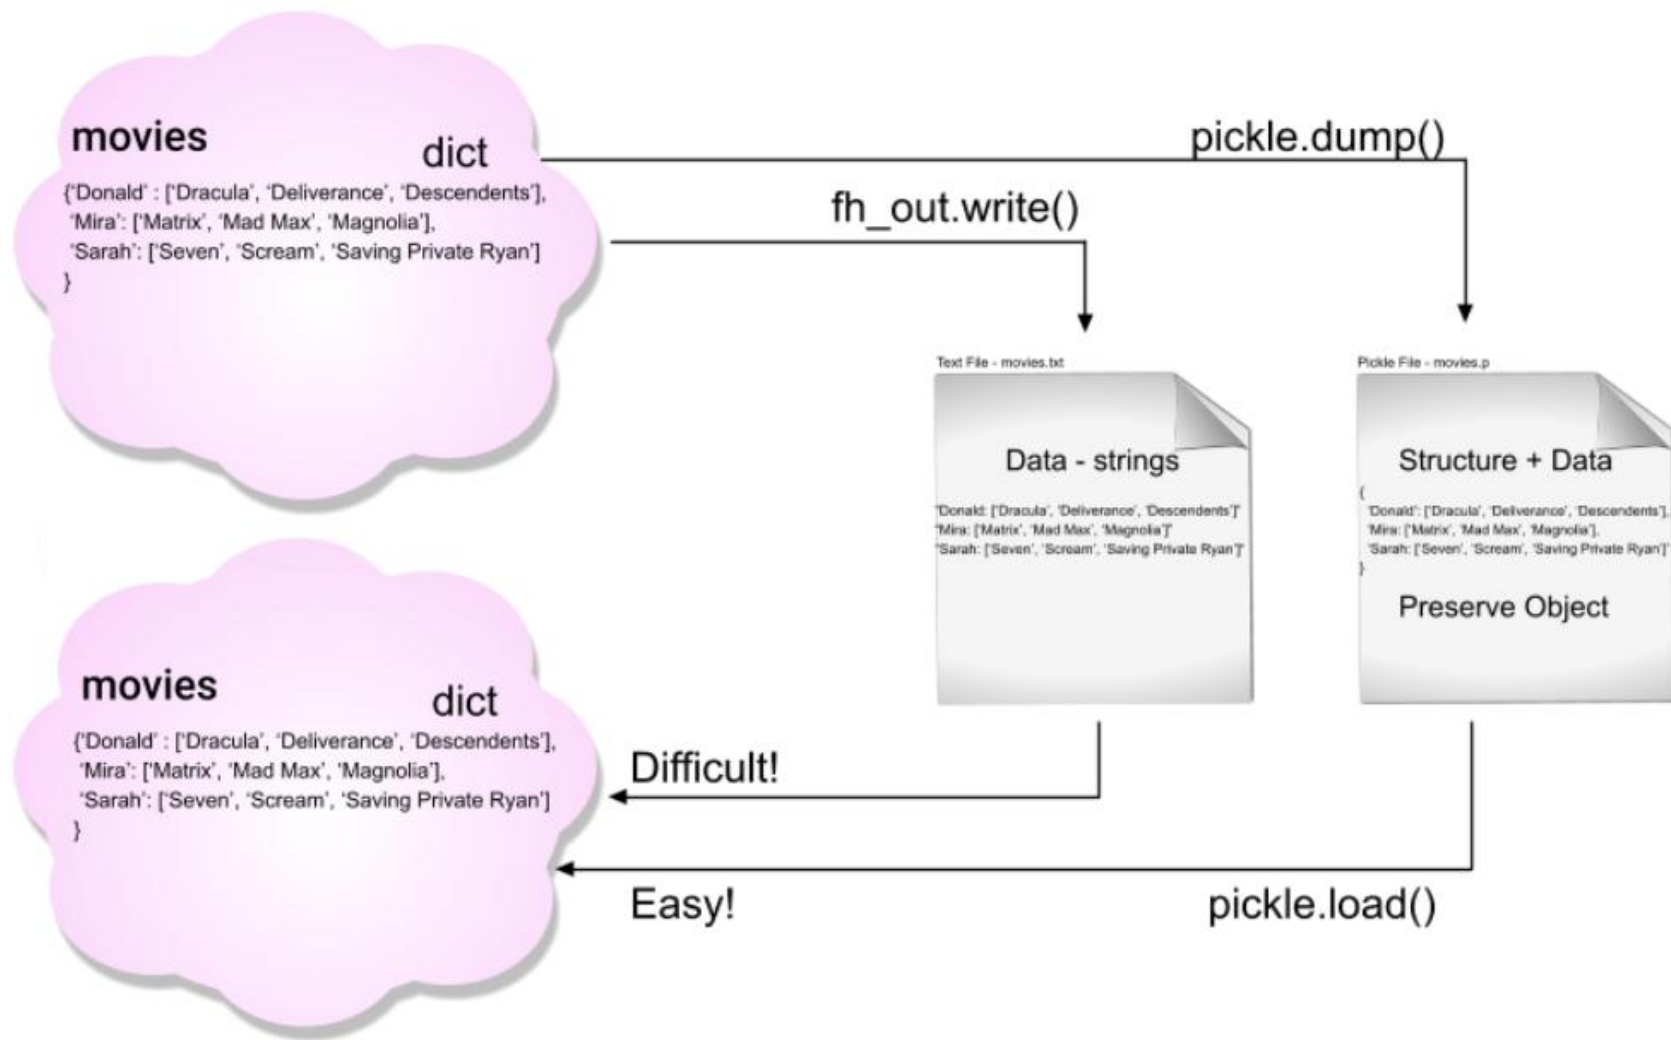 movies
dict
{‘Donald’ : [‘Dracula’, ‘Deliverance’, ‘Descendents’],
‘Mira’: [‘Matrix’, ‘Mad Max’, ‘Magnolia’],
‘Sarah’: [‘Seven’, ‘Scream’, ‘Saving Private Ryan’]
}
pickle.dump()
fh_out.write()
Text File - movies.txt
Data - strings
“Donald: [‘Dracula’, ‘Deliverance’, ‘Descendents’]”
“Mira: [‘Matrix’, ‘Mad Max’, ‘Magnolia’]”
“Sarah: [‘Seven’, ‘Scream’, ‘Saving Private Ryan’]”
Pickle File - movies.p
Structure + Data
{
‘Donald’: [‘Dracula’, ‘Deliverance’, ‘Descendents’],
‘Mira: [‘Matrix’, ‘Mad Max’, ‘Magnolia’],
‘Sarah: [‘Seven’, ‘Scream’, ‘Saving Private Ryan’]’
}
Preserve Object
movies
dict
{‘Donald’ : [‘Dracula’, ‘Deliverance’, ‘Descendents’],
‘Mira’: [‘Matrix’, ‘Mad Max’, ‘Magnolia’],
‘Sarah’: [‘Seven’, ‘Scream’, ‘Saving Private Ryan’]
}
Difficult!
Easy!
pickle.load()